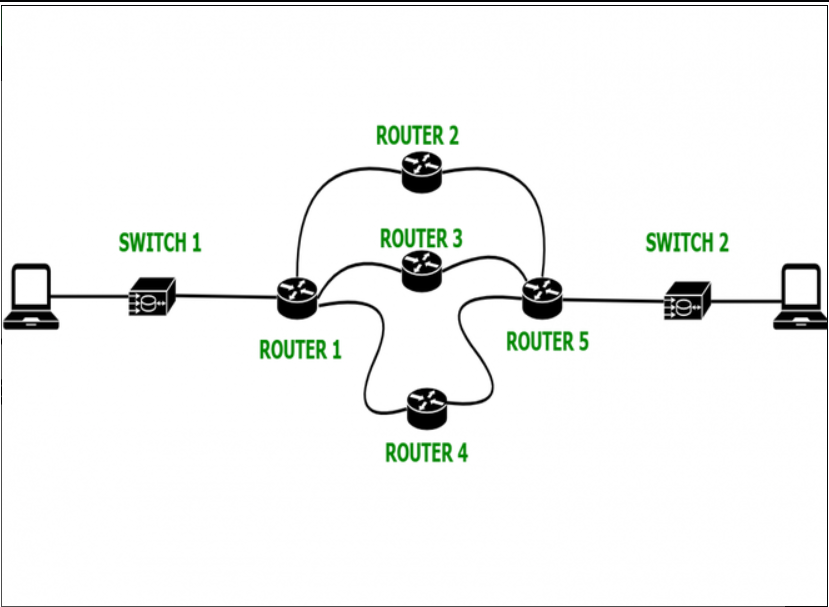 ROUTER 2
SWITCH 1
ROUTER 3
SWITCH 2
ROUTER 1
ROUTER 5
ROUTER 4